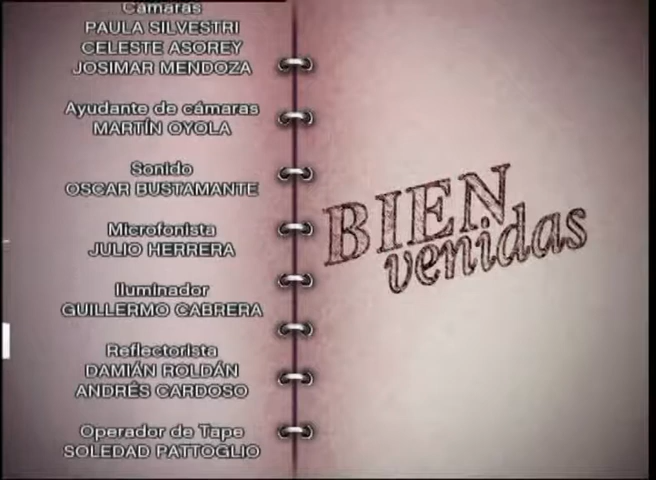 Cámaras
PAULA SILVESTRI
CELESTE ASOREY
JOSIMAR MENDOZA
Ayudante de cámaras
MARTÍN OYOLA
Sonido
OSCAR BUSTAMANTE
Microfonista
JULIO HERRERA
Iluminador
GUILLERMO CABRERA
Reflectorista
DAMIÁN ROLDÁN
ANDRÉS CARDOSO
Operador de Tape
SOLEDAD PATTOGLIO
BIEN
venidas